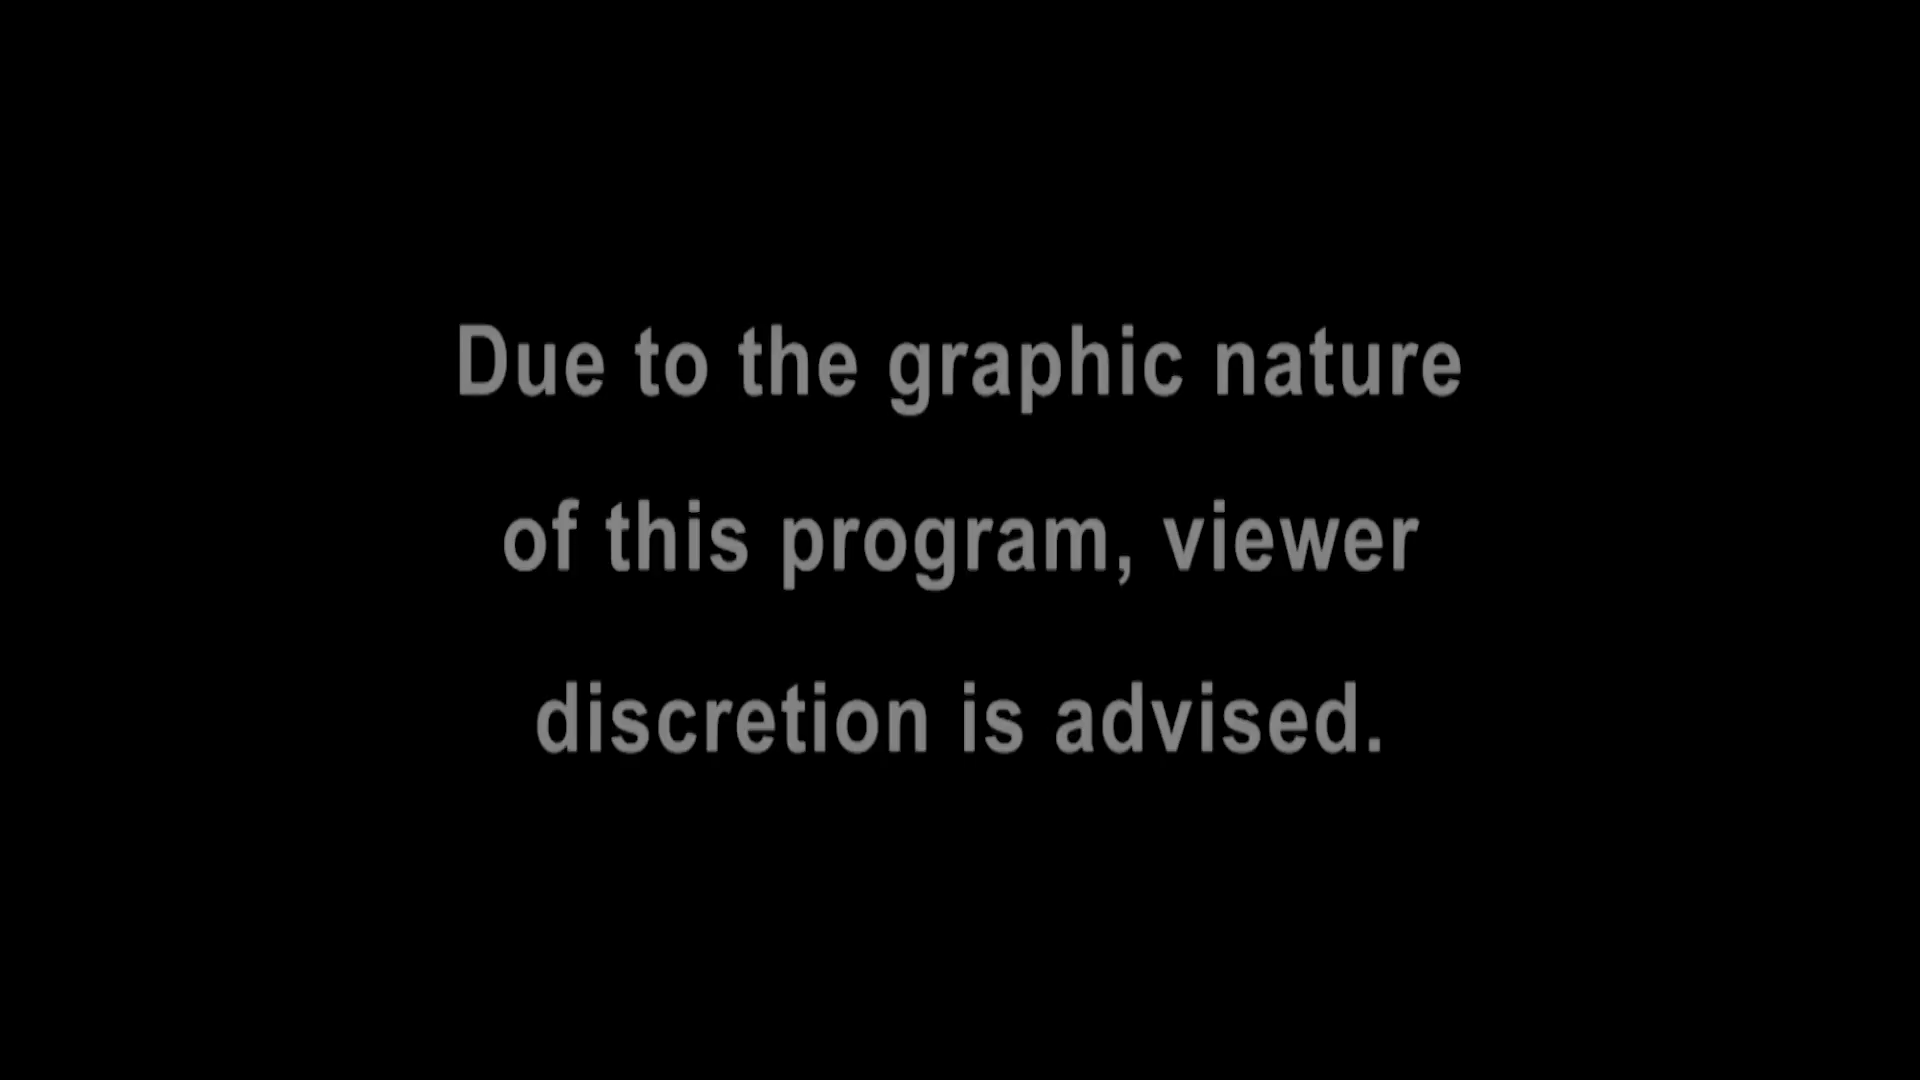 Due to the graphic nature
of this program, viewer
discretion is advised.